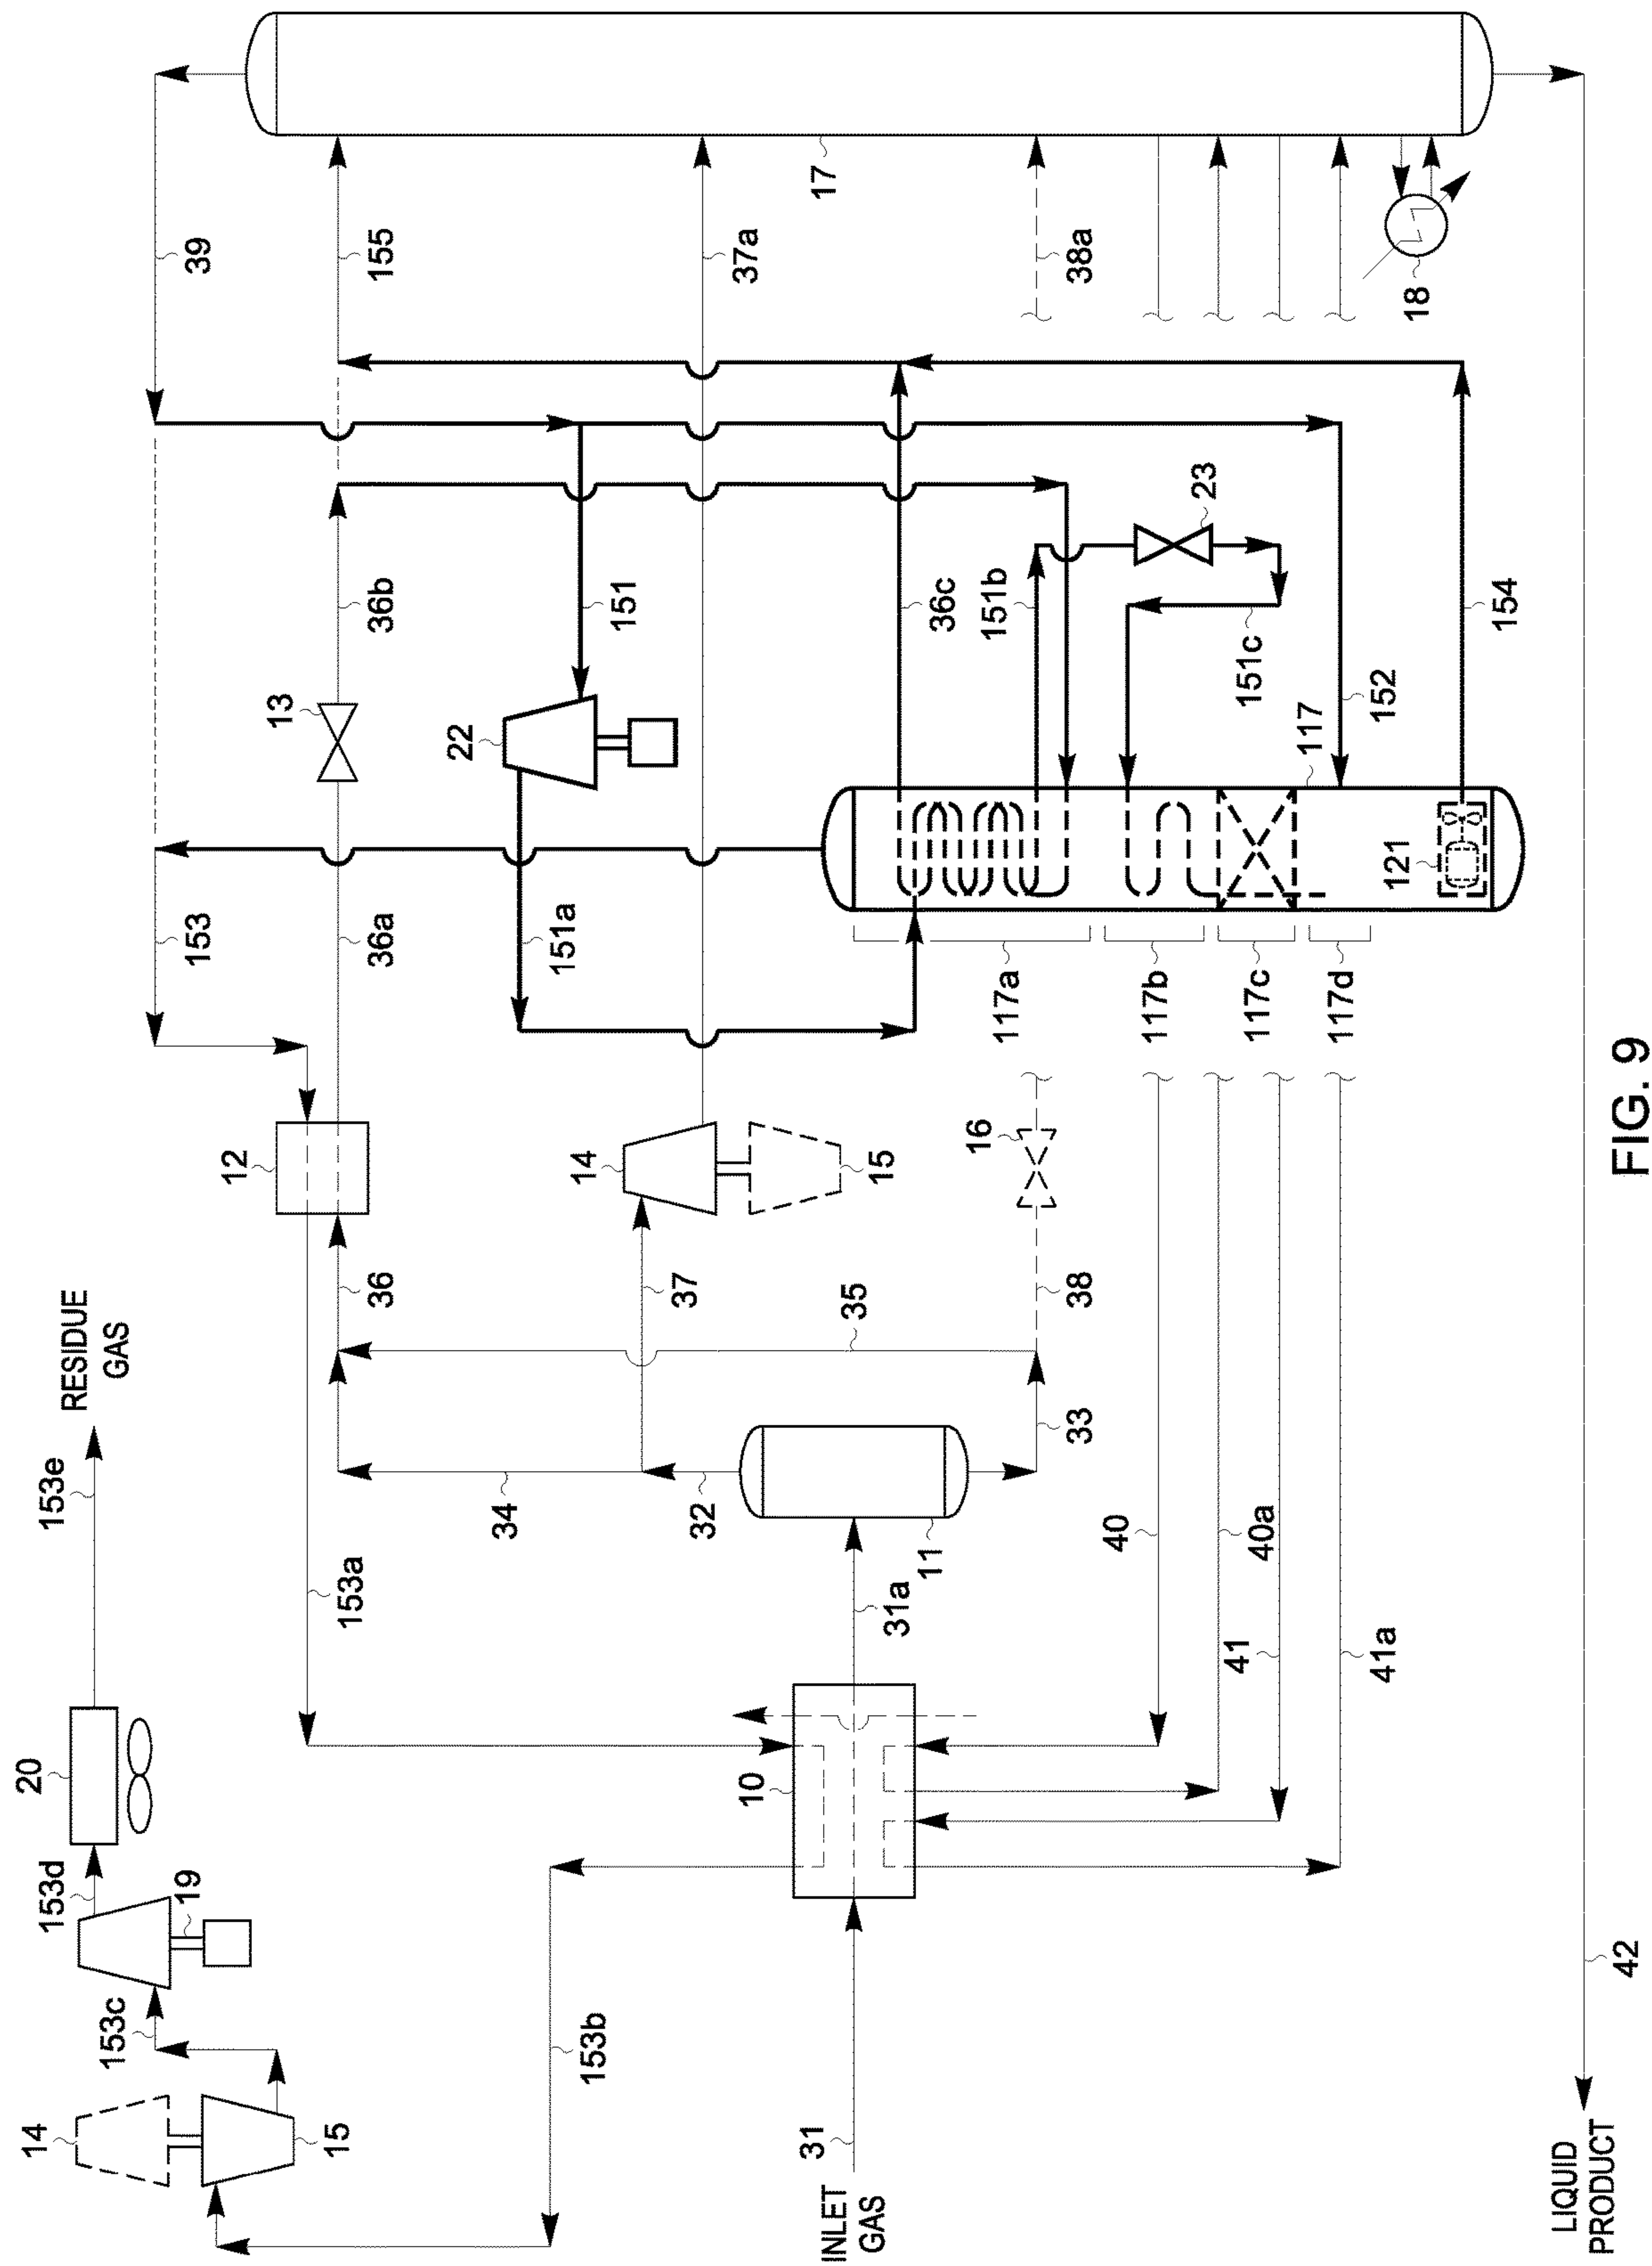 RESIDUE
GAS
14
15
153c
153d
19
20
153e
153
39
12
13
36
36a
36b
155
153a
153b
34
22
151a
151
14
15
37
32
37a
17
10
31
INLET
GAS
31a
11
35
33
38
16
38a
121
36c
151b
117a
117b
117c
117d
23
151c
152
117
154
18
40
40a
41
41a
42
LIQUID
PRODUCT
FIG. 9